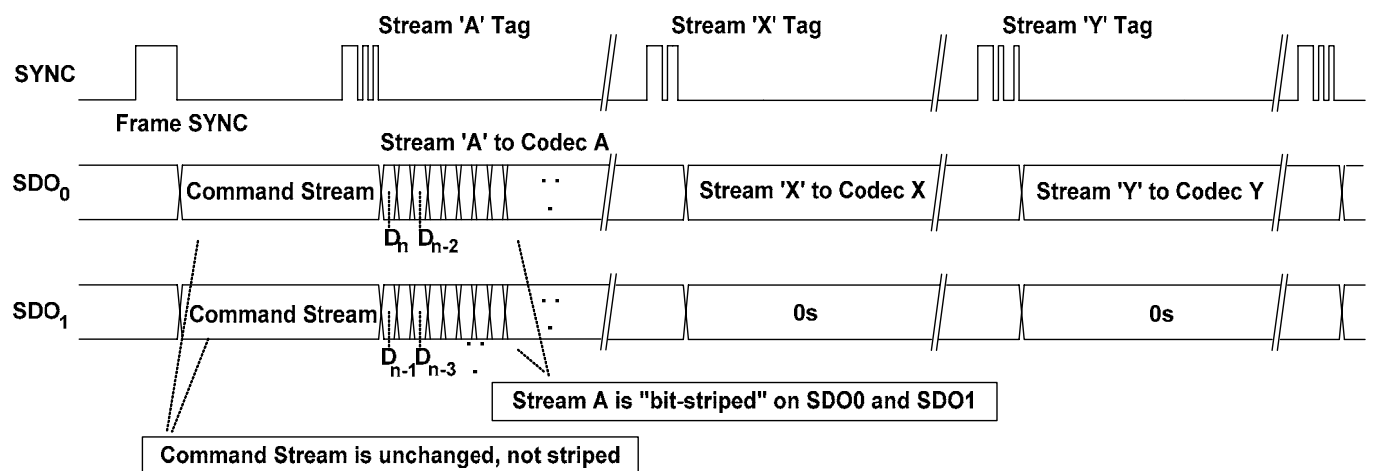 Stream 'A' Tag
Stream 'X' Tag
Stream 'Y' Tag
SYNC
Frame SYNC
Stream 'A' to Codec A
SDO0
Command Stream
Stream 'X' to Codec X
Stream 'Y' to Codec Y
Dn
Dn-2
SDO1
Command Stream
0s
0s
Dn-1
Dn-3
Stream A is "bit-striped" on SDO0 and SDO1
Command Stream is unchanged, not striped